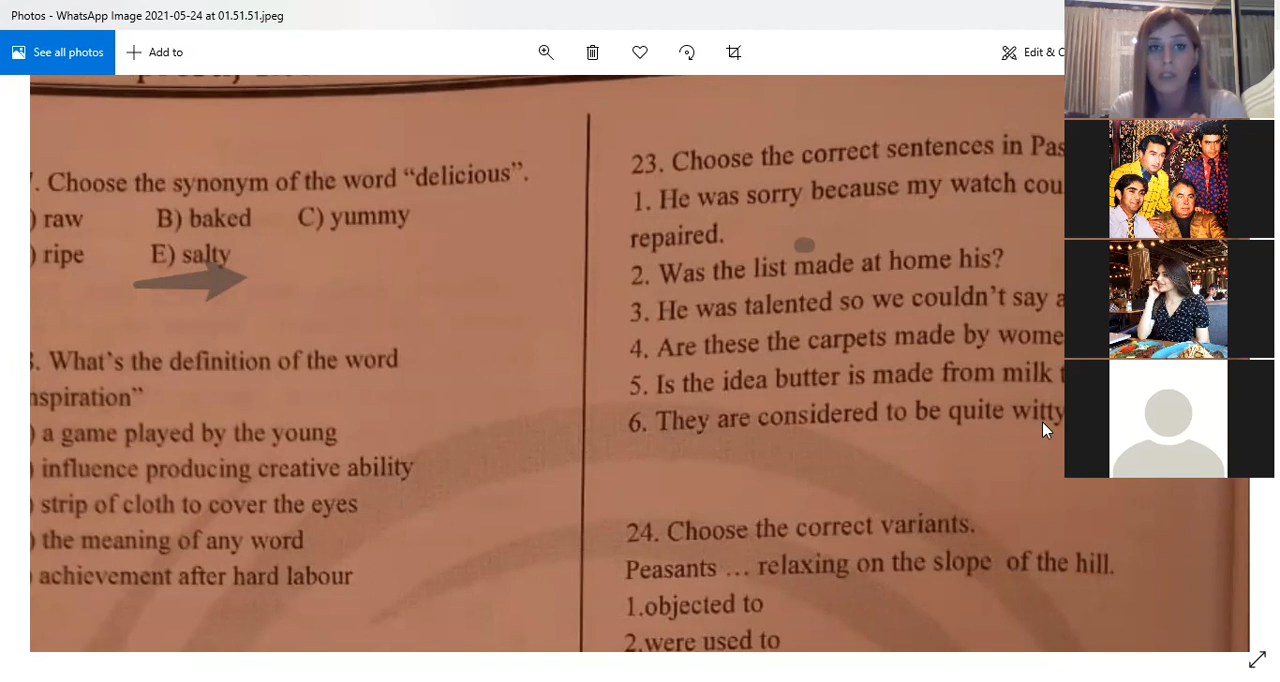 Photos - WhatsApp Image 2021-05-24 at 01.51.51.jpeg
See all photos
Add to
Edit & C
. Choose the synonym of the word “delicious”.
) raw B) baked C) yummy
) ripe E) salty
. What’s the definition of the word
nspiration”
) a game played by the young
) influence producing creative ability
) strip of cloth to cover the eyes
) the meaning of any word
) achievement after hard labour
23. Choose the correct sentences in Pas
1. He was sorry because my watch cou
repaired.
2. Was the list made at home his?
3. He was talented so we couldn’t say a
4. Are these the carpets made by wome
5. Is the idea butter is made from milk t
6. They are considered to be quite witty
24. Choose the correct variants.
Peasants … relaxing on the slope of the hill.
1.objected to
2.were used to